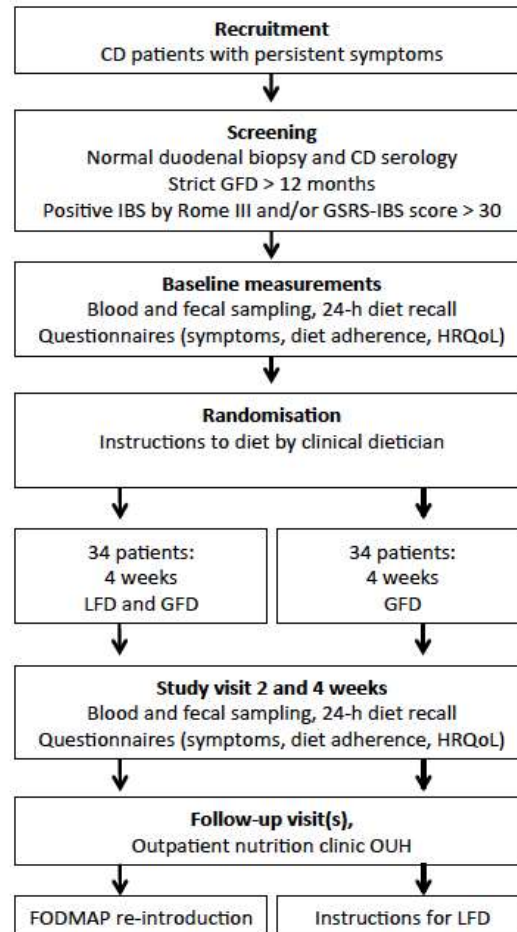 Recruitment
CD patients with persistent symptoms
Screening
Normal duodenal biopsy and CD serology
Strict GFD > 12 months
Positive IBS by Rome III and/or GSRS-IBS score > 30
Baseline measurements
Blood and fecal sampling, 24-h diet recall
Questionnaires (symptoms, diet adherence, HRQoL)
Randomisation
Instructions to diet by clinical dietician
34 patients:
4 weeks
LFD and GFD
34 patients:
4 weeks
GFD
Study visit 2 and 4 weeks
Blood and fecal sampling, 24-h diet recall
Questionnaires (symptoms, diet adherence, HRQoL)
Follow-up visit(s),
Outpatient nutrition clinic OUH
FODMAP re-introduction
Instructions for LFD